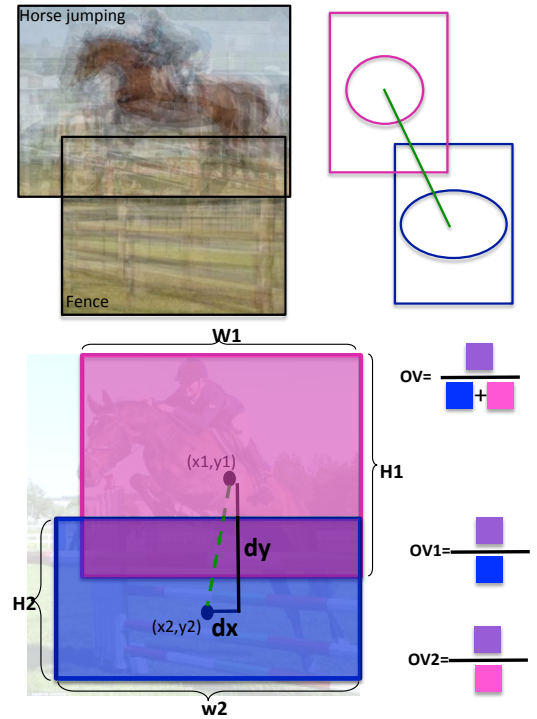 Horse jumping
Fence
W1
H1
(x1,y1)
dy
H2
(x2,y2)
dx
w2
OV=
+
OV1=
OV2=